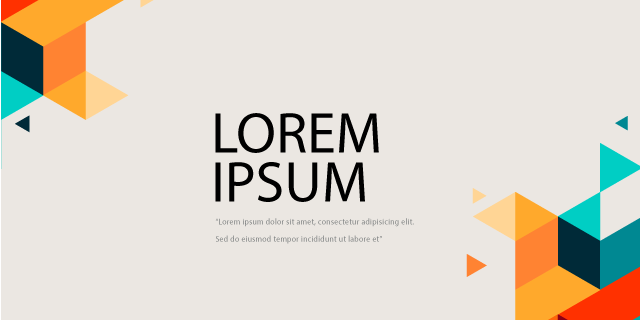 LOREM
IPSUM
"Lorem ipsum dolor sit amet, consectetur adipisicing elit.
Sed do eiusmod tempor incididunt ut labore et"